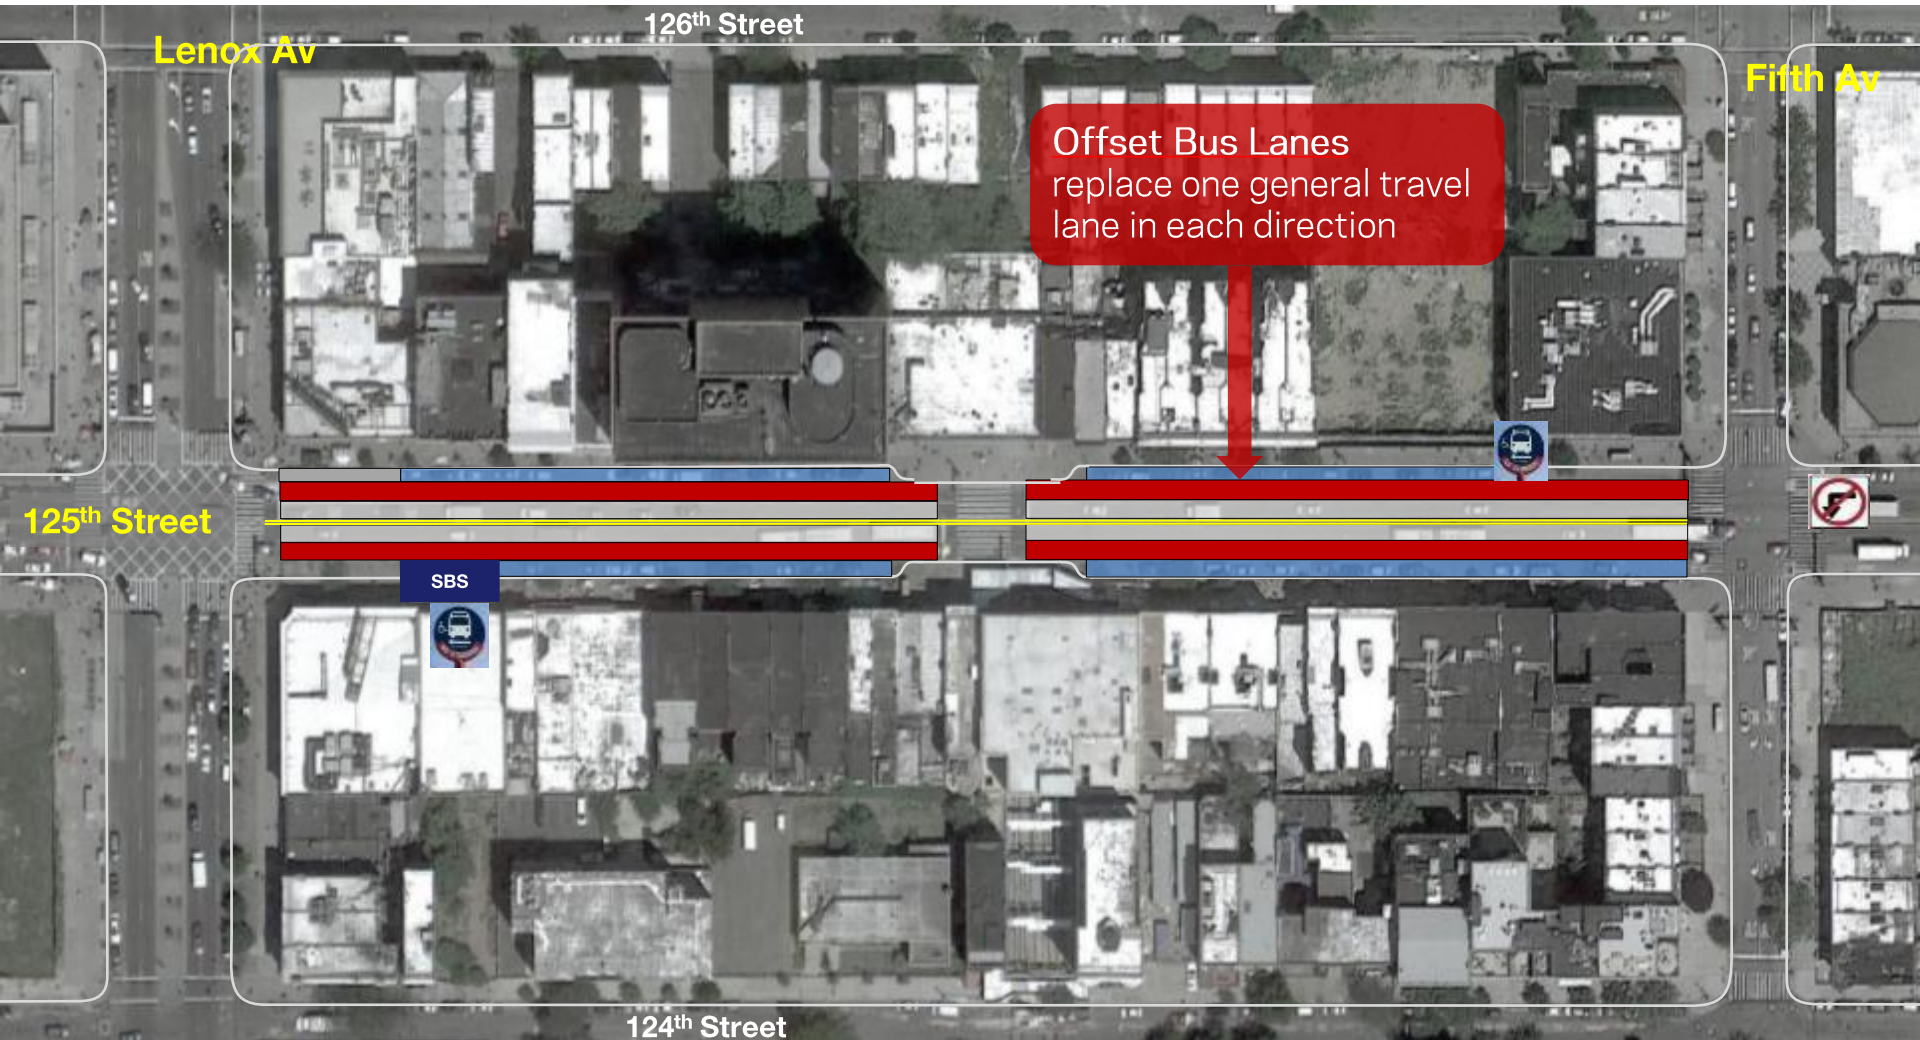 126th Street
Lenox Av
Fifth Av
Offset Bus Lanes
replace one general travel
lane in each direction
125th Street
SBS
124th Street